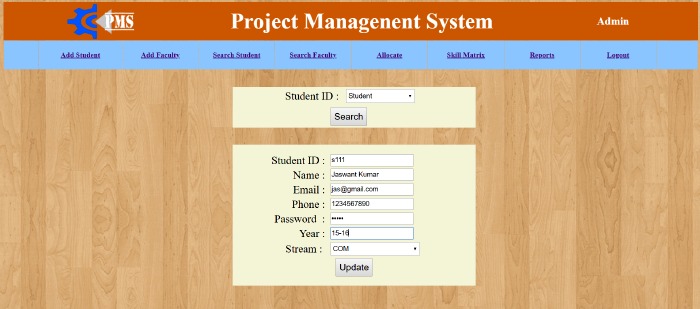 PMS Project Managenent System Admin
Add Student Add Faculty Search Student Search Faculty Allocate Skill Matrix Reports Logout
Student ID : Student
Search
Student ID : s111
Name : Jaswant Kumar
Email : jas@gmail.com
Phone : 1234567890
Password : •••••
Year : 15-16
Stream : COM
Update